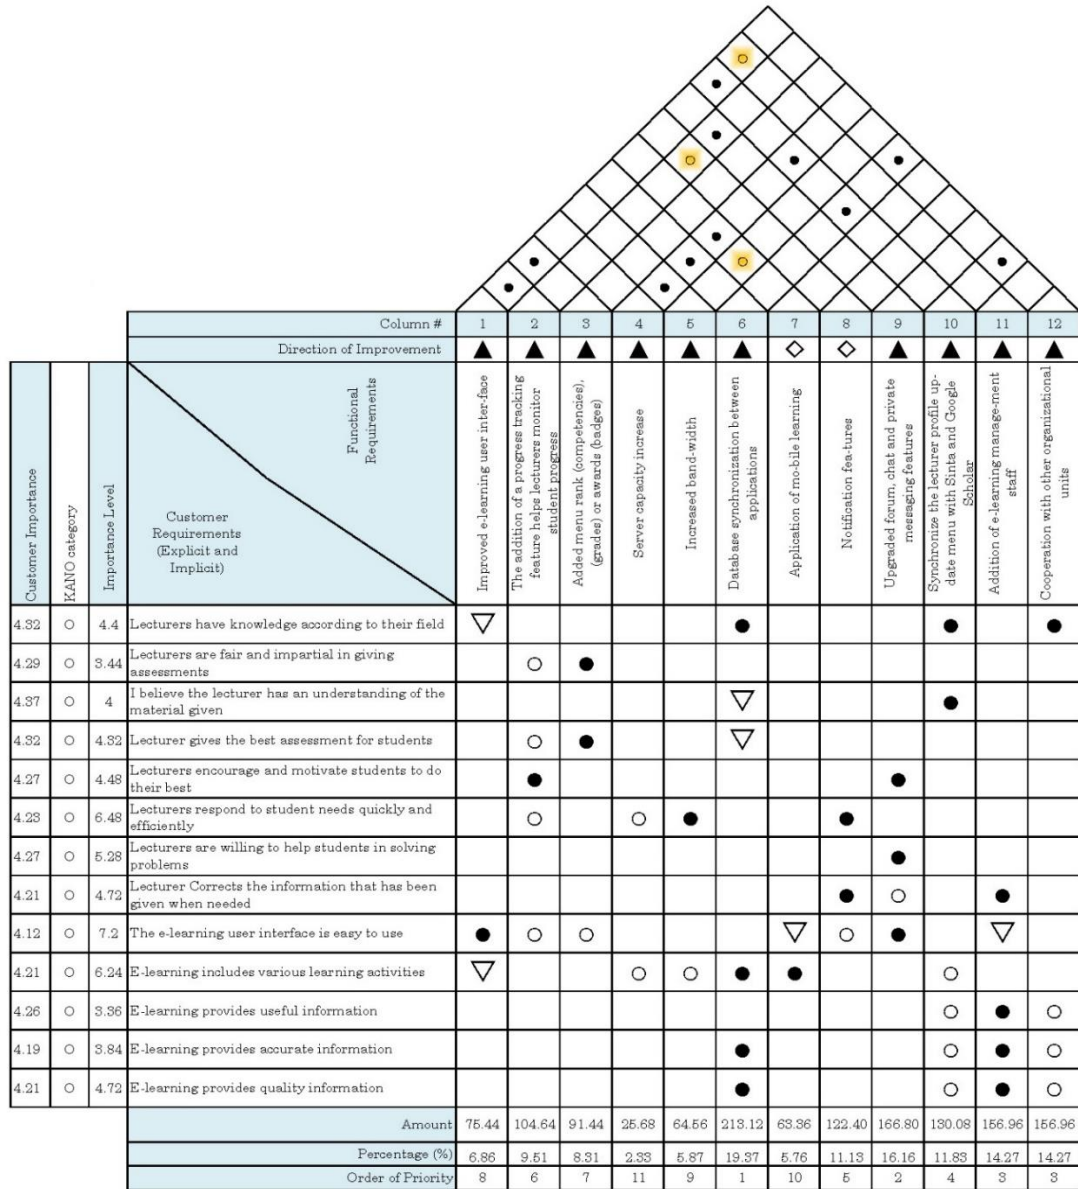 Column #
1 2 3 4 5 6 7 8 9 10 11 12
Direction of Improvement
Customer Importance
KANO category
Importance Level
Functional
Requirements
Customer
Requirements
(Explicit and
Implicit)
Improved e-learning user inter-face
The addition of a progress tracking
feature helps lecturers monitor
student progress
Added menu rank (competencies),
(grades) or awards (badges)
Server capacity increase
Increased band-width
Database synchronization between
applications
Application of mo-bile learning
Notification fea-tures
Upgraded forum, chat and private
messaging features
Synchronize the lecturer profile up-
date menu with Sinta and Google
Scholar
Addition of e-learning manage-ment
staff
Cooperation with other organizational
units
4.32 4.4 Lecturers have knowledge according to their field
4.29 3.44 Lecturers are fair and impartial in giving
assessments
4.37 4 I believe the lecturer has an understanding of the
material given
4.32 4.32 Lecturer gives the best assessment for students
4.27 4.48 Lecturers encourage and motivate students to do
their best
4.23 6.48 Lecturers respond to student needs quickly and
efficiently
4.27 5.28 Lecturers are willing to help students in solving
problems
4.21 4.72 Lecturer Corrects the information that has been
given when needed
4.12 7.2 The e-learning user interface is easy to use
4.21 6.24 E-learning includes various learning activities
4.26 3.36 E-learning provides useful information
4.19 3.84 E-learning provides accurate information
4.21 4.72 E-learning provides quality information
Amount 75.44 104.64 91.44 25.68 64.56 213.12 63.36 122.40 166.80 130.08 156.96 156.96
Percentage (%) 6.86 9.51 8.31 2.33 5.87 19.37 5.76 11.13 16.16 11.83 14.27 14.27
Order of Priority 8 6 7 11 9 1 10 5 2 4 3 3